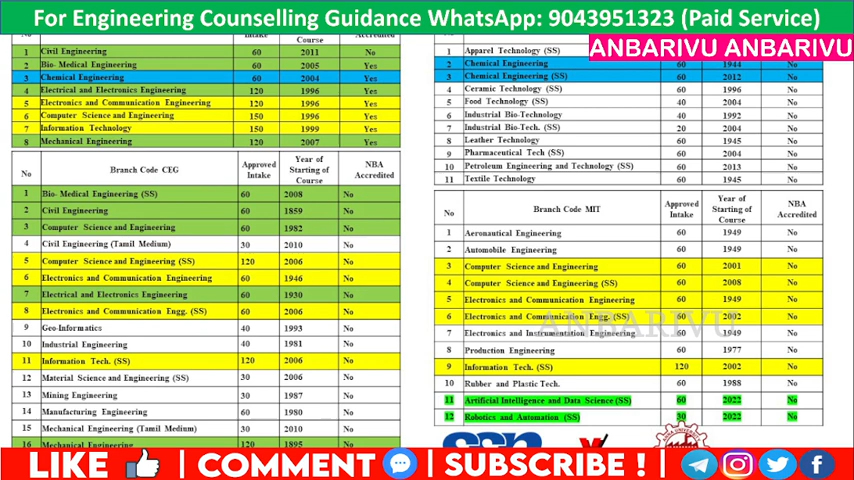 For Engineering Counselling Guidance WhatsApp: 9043951323 (Paid Service)
ANBARIVU ANBARIVU
No Intake Course Accredited
1 Civil Engineering 60 2011 No
2 Bio- Medical Engineering 60 2005 Yes
3 Chemical Engineering 60 2004 Yes
4 Electrical and Electronics Engineering 120 1996 Yes
5 Electronics and Communication Engineering 120 1996 Yes
6 Computer Science and Engineering 150 1996 Yes
7 Information Technology 150 1999 Yes
8 Mechanical Engineering 120 2007 Yes
No Branch Code CEG Approved Intake Year of Starting of Course NBA Accredited
1 Bio- Medical Engineering (SS) 60 2008 No
2 Civil Engineering 60 1859 No
3 Computer Science and Engineering 60 1982 No
4 Civil Engineering (Tamil Medium) 30 2010 No
5 Computer Science and Engineering (SS) 120 2006 No
6 Electronics and Communication Engineering 60 1946 No
7 Electrical and Electronics Engineering 60 1930 No
8 Electronics and Communication Engg. (SS) 60 2006 No
9 Geo-Informatics 40 1993 No
10 Industrial Engineering 40 1981 No
11 Information Tech. (SS) 120 2006 No
12 Material Science and Engineering (SS) 30 2006 No
13 Mining Engineering 30 1987 No
14 Manufacturing Engineering 60 1980 No
15 Mechanical Engineering (Tamil Medium) 30 2010 No
16 Mechanical Engineering 120 1895 No
1 Apparel Technology (SS)
2 Chemical Engineering 60 1944 No
3 Chemical Engineering (SS) 60 2012 No
4 Ceramic Technology (SS) 60 1996 No
5 Food Technology (SS) 40 2004 No
6 Industrial Bio-Technology 40 1992 No
7 Industrial Bio-Tech. (SS) 20 2004 No
8 Leather Technology 60 1945 No
9 Pharmaceutical Tech (SS) 60 2004 No
10 Petroleum Engineering and Technology (SS) 60 2013 No
11 Textile Technology 60 1945 No
No Branch Code MIT Approved Intake Year of Starting of Course NBA Accredited
1 Aeronautical Engineering 60 1949 No
2 Automobile Engineering 60 1949 No
3 Computer Science and Engineering 60 2001 No
4 Computer Science and Engineering (SS) 60 2008 No
5 Electronics and Communication Engineering 60 1949 No
6 Electronics and Communication Engg. (SS) 60 2002 No
7 Electronics and Instrumentation Engineering 60 1949 No
ANBARIVU
8 Production Engineering 60 1977 No
9 Information Tech. (SS) 120 2002 No
10 Rubber and Plastic Tech. 60 1988 No
11 Artificial Intelligence and Data Science (SS) 60 2022 No
12 Robotics and Automation (SS) 30 2022 No
LIKE | COMMENT | SUBSCRIBE ! |